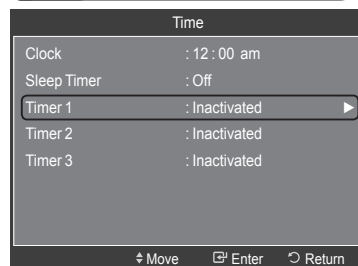 Time
Clock : 12 : 00 am
Sleep Timer : Off
Timer 1 : Inactivated
Timer 2 : Inactivated
Timer 3 : Inactivated
Move Enter Return